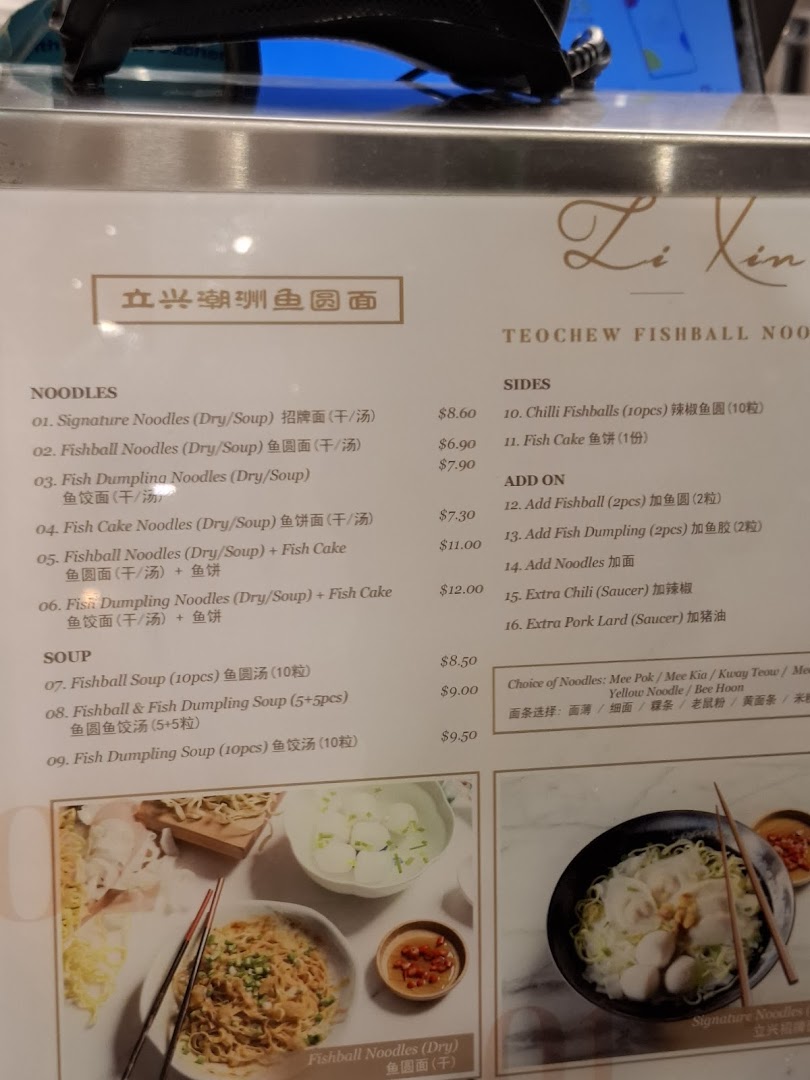 Li Xin
立兴潮洲鱼圆面
TEOCHEW FISHBALL
NOODLES
01. Signature Noodles (Dry/Soup) 招牌面(干/汤) $8.60
02. Fishball Noodles (Dry/Soup) 鱼圆面(干/汤) $6.90
03. Fish Dumpling Noodles (Dry/Soup) $7.90
鱼饺面(干/汤)
04. Fish Cake Noodles (Dry/Soup) 鱼饼面(干/汤) $7.30
05. Fishball Noodles (Dry/Soup) + Fish Cake $11.00
鱼圆面(干/汤) + 鱼饼
06. Fish Dumpling Noodles (Dry/Soup) + Fish Cake $12.00
鱼饺面(干/汤) + 鱼饼
SOUP
07. Fishball Soup (10pcs) 鱼圆汤(10粒) $8.50
08. Fishball & Fish Dumpling Soup (5+5pcs) $9.00
鱼圆鱼饺汤(5+5粒)
09. Fish Dumpling Soup (10pcs) 鱼饺汤(10粒) $9.50
SIDES
10. Chilli Fishballs (10pcs) 辣椒鱼圆(10粒)
11. Fish Cake 鱼饼(1份)
ADD ON
12. Add Fishball (2pcs) 加鱼圆(2粒)
13. Add Fish Dumpling (2pcs) 加鱼胶(2粒)
14. Add Noodles 加面
15. Extra Chili (Saucer) 加辣椒
16. Extra Pork Lard (Saucer) 加猪油
Choice of Noodles: Mee Pok / Mee Kia / Kway Teow /
Yellow Noodle / Bee Hoon
面条选择: 面薄 / 细面 / 粿条 / 老鼠粉 / 黄面条 /
Fishball Noodles (Dry)
鱼圆面(干)
Signature Noodles
立兴招牌